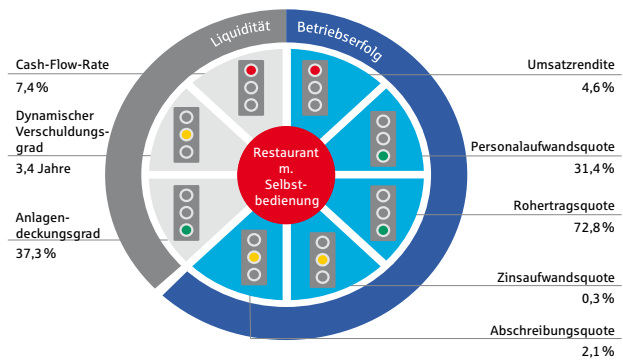 Liquidität
Betriebserfolg
Cash-Flow-Rate
7,4 %
Dynamischer
Verschuldungs-
grad
3,4 Jahre
Anlagen-
deckungsgrad
37,3 %
Restaurant
m.
Selbst-
bedienung
Umsatzrendite
4,6 %
Personalaufwandsquote
31,4 %
Rohertragsquote
72,8 %
Zinsaufwandsquote
0,3 %
Abschreibungsquote
2,1 %